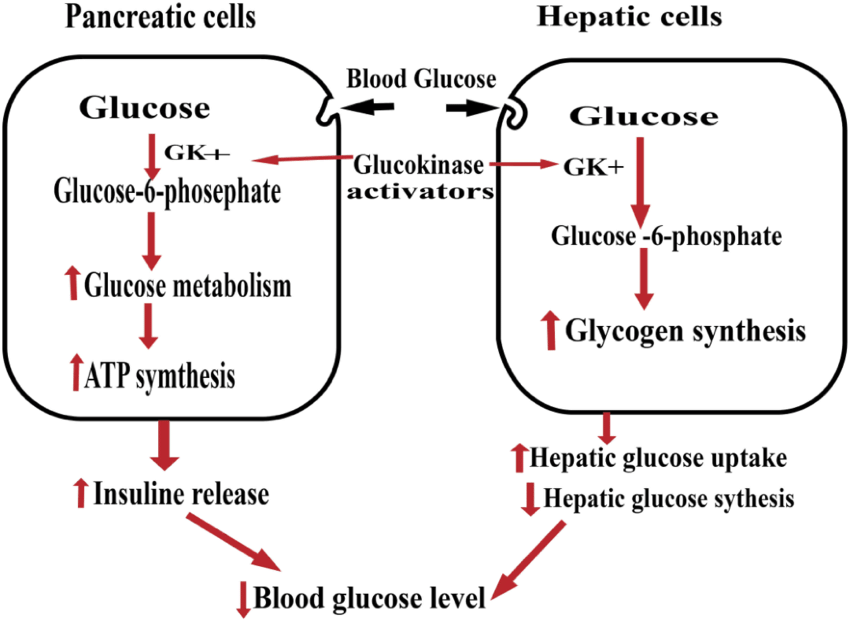 Pancreatic cells
Hepatic cells
Blood Glucose
Glucose
Glucose
GK+
Glucokinase
activators
GK+
Glucose-6-phosephate
Glucose -6-phosphate
Glucose metabolism
Glycogen synthesis
ATP symthesis
Hepatic glucose uptake
Insuline release
Hepatic glucose sythesis
Blood glucose level